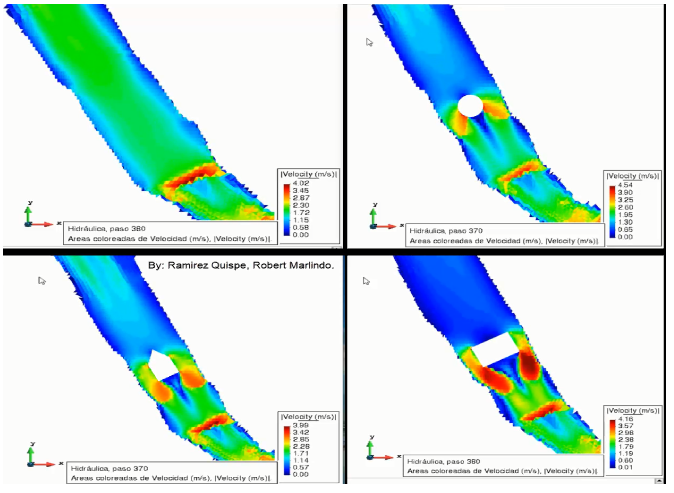 |Velocity (m/s)|
4.02
3.45
2.87
2.30
1.72
1.15
0.58
0.00
y
x
Hidráulica, paso 380
Areas coloreadas de Velocidad (m/s), |Velocity (m/s)|.
|Velocity (m/s)|
4.54
3.90
3.25
2.60
1.95
1.30
0.65
0.00
y
x
Hidráulica, paso 370
Areas coloreadas de Velocidad (m/s), |Velocity (m/s)|.
By: Ramirez Quispe, Robert Marlindo.
|Velocity (m/s)|
3.99
3.42
2.85
2.28
1.71
1.14
0.57
0.00
y
x
Hidráulica, paso 370
Areas coloreadas de Velocidad (m/s), |Velocity (m/s)|.
|Velocity (m/s)|
4.16
3.57
2.98
2.38
1.79
1.19
0.60
0.01
y
x
Hidráulica, paso 360
Areas coloreadas de Velocidad (m/s), |Velocity (m/s)|.